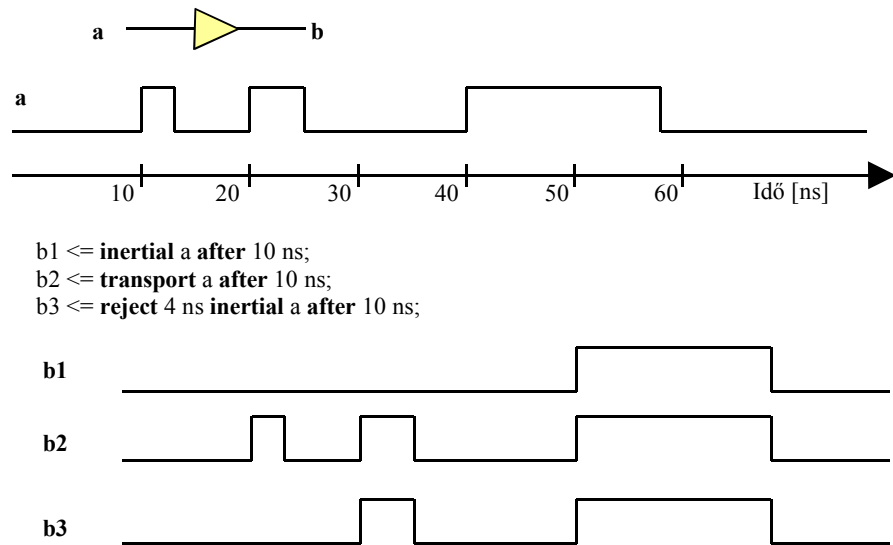 a b
a
10 20 30 40 50 60 Idő [ns]
b1 <= inertial a after 10 ns;
b2 <= transport a after 10 ns;
b3 <= reject 4 ns inertial a after 10 ns;
b1
b2
b3